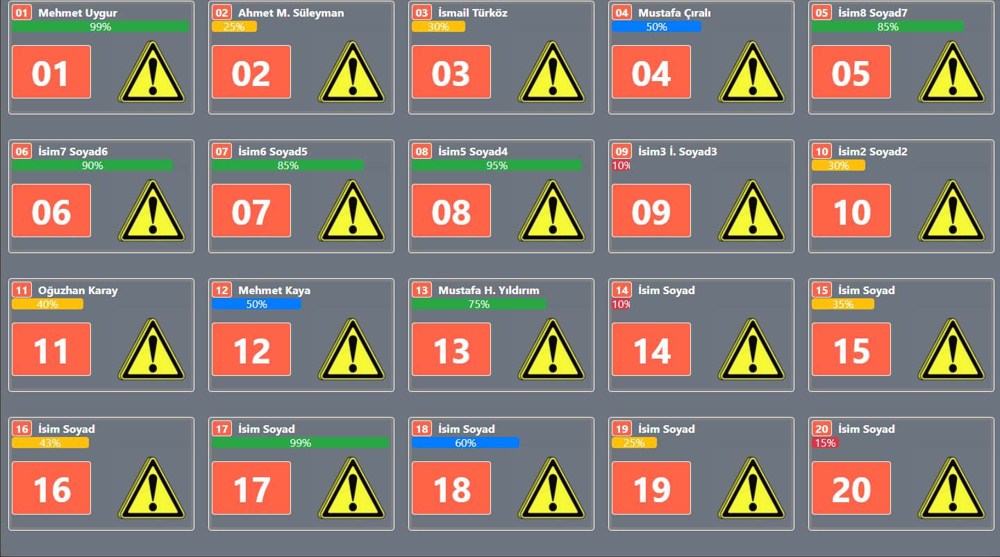 01 Mehmet Uygur
99%
01
02 Ahmet M. Süleyman
25%
02
03 İsmail Türköz
30%
03
04 Mustafa Çıralı
50%
04
05 İsim8 Soyad7
85%
05
06 İsim7 Soyad6
90%
06
07 İsim6 Soyad5
85%
07
08 İsim5 Soyad4
95%
08
09 İsim3 İ. Soyad3
10%
09
10 İsim2 Soyad2
30%
10
11 Oğuzhan Karay
40%
11
12 Mehmet Kaya
50%
12
13 Mustafa H. Yıldırım
75%
13
14 İsim Soyad
10%
14
15 İsim Soyad
35%
15
16 İsim Soyad
43%
16
17 İsim Soyad
99%
17
18 İsim Soyad
60%
18
19 İsim Soyad
25%
19
20 İsim Soyad
15%
20